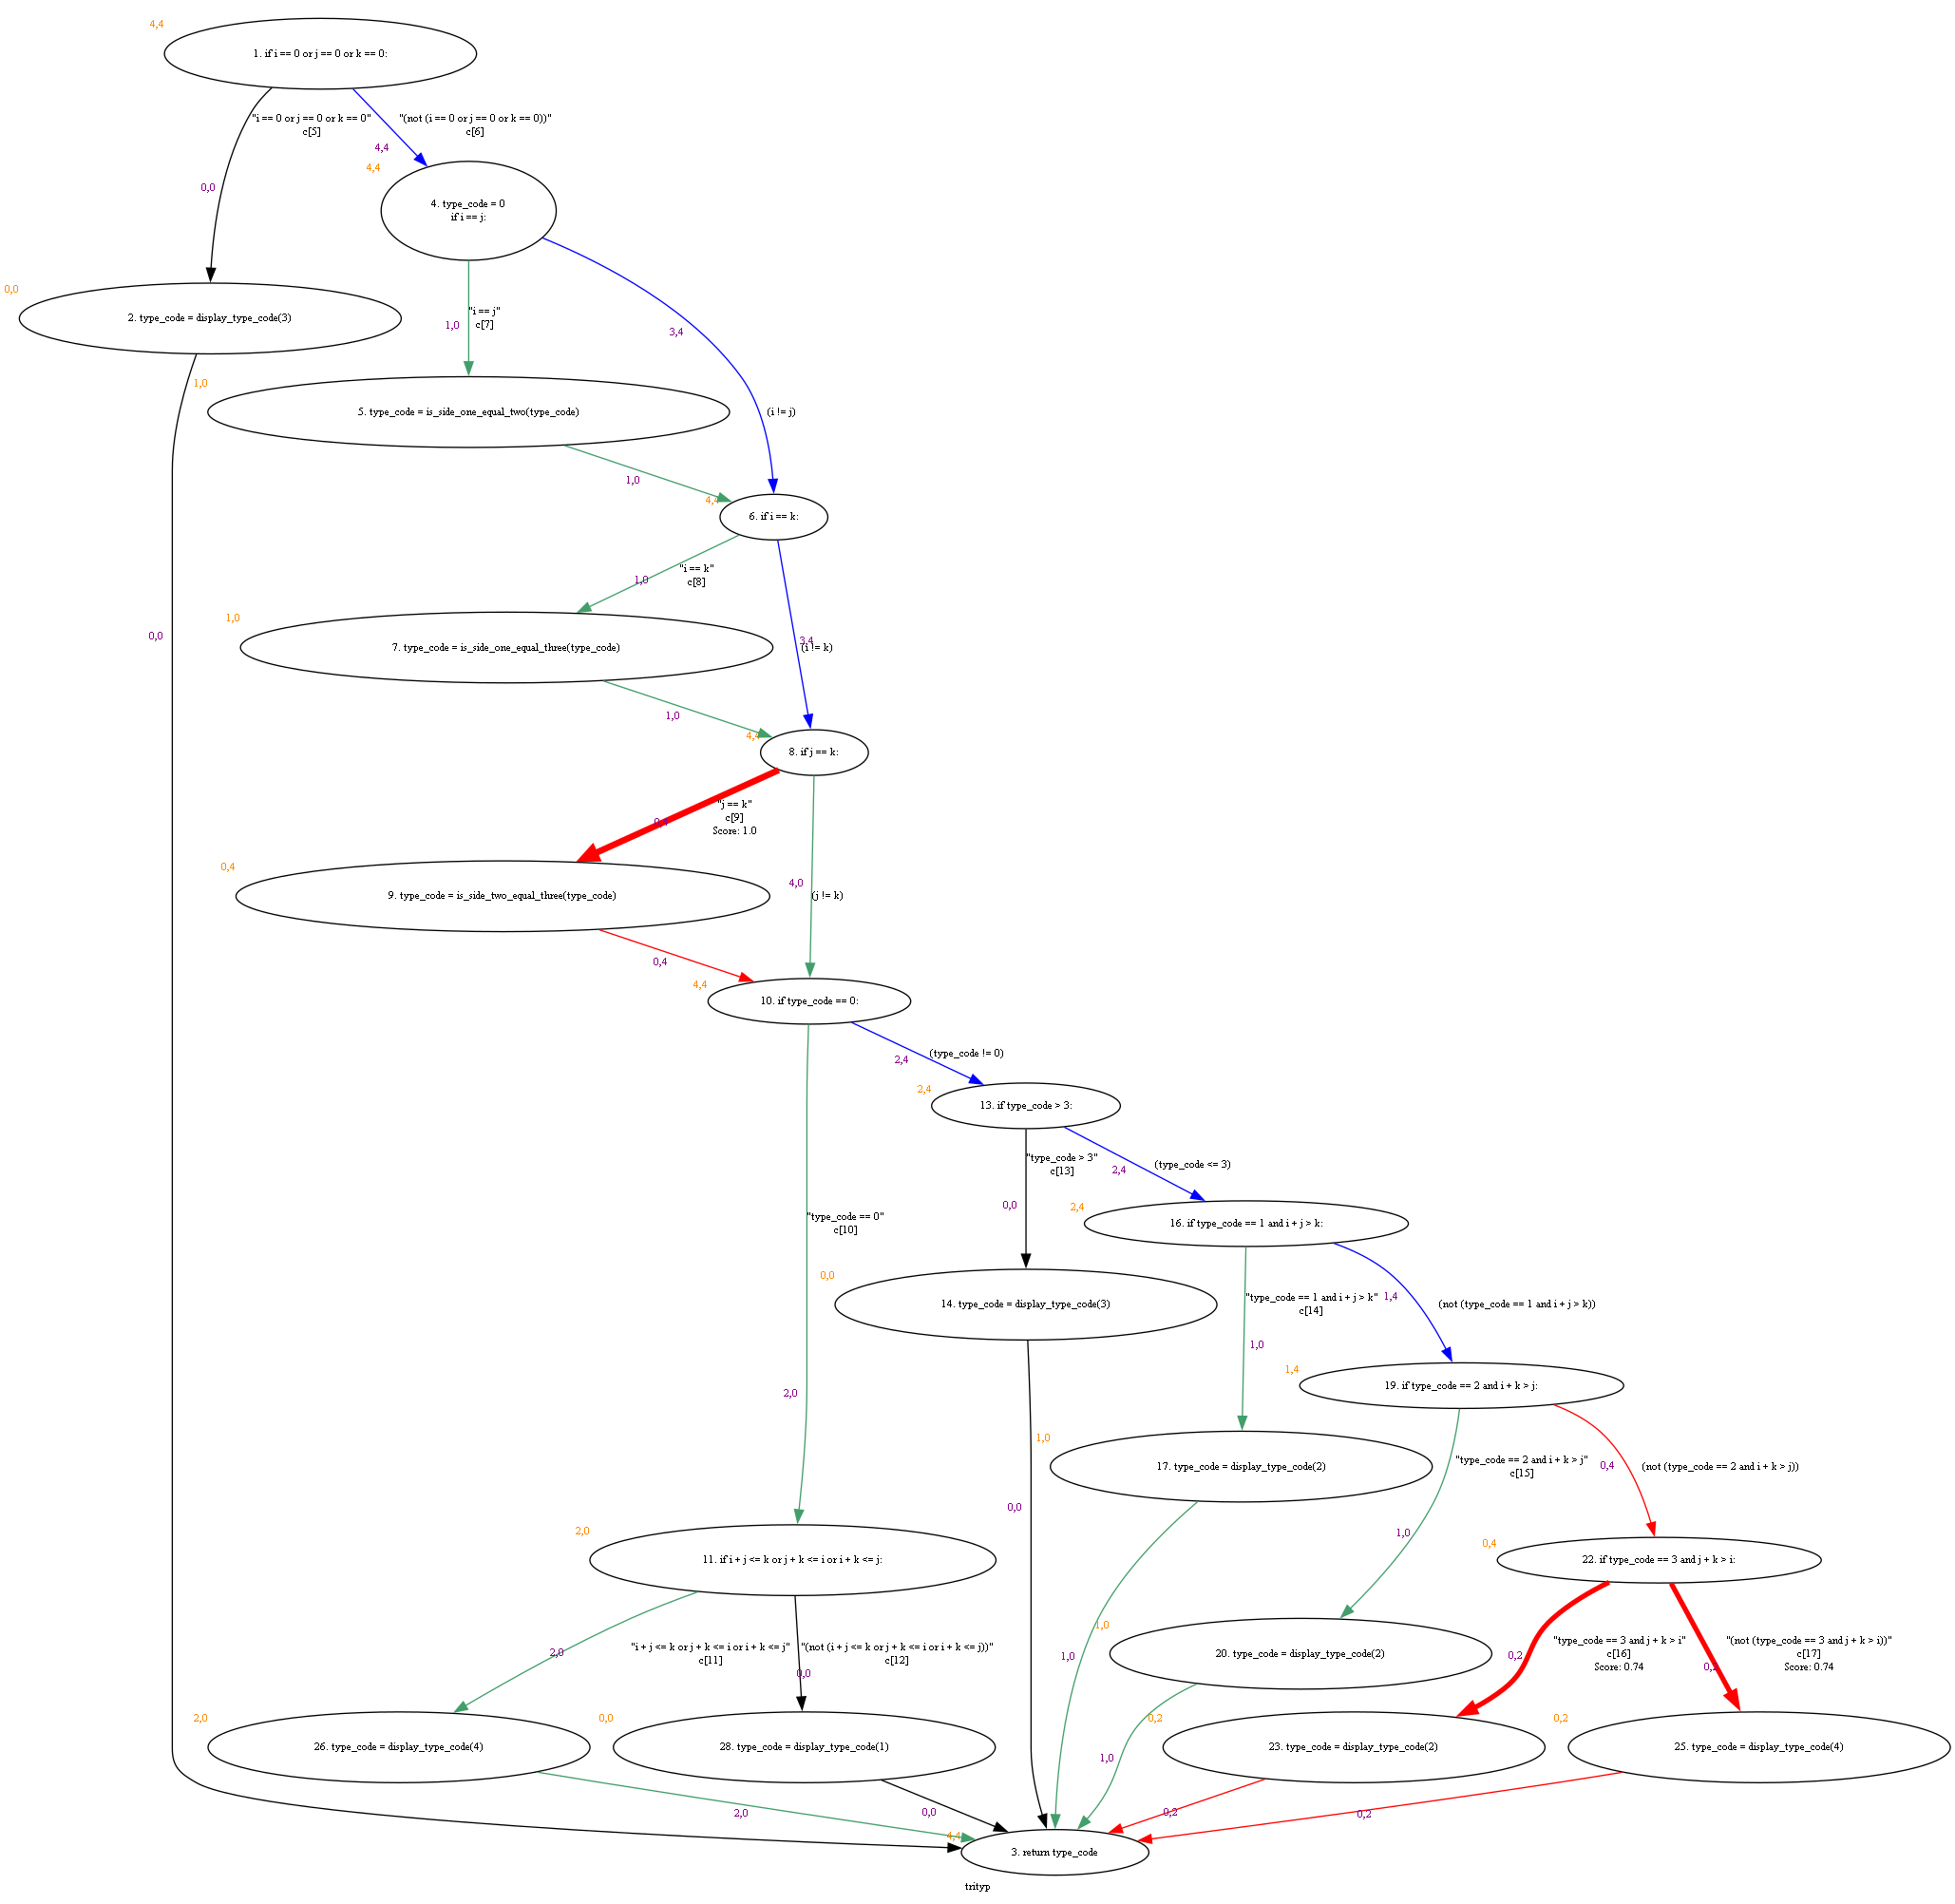 4,4
1. if i == 0 or j == 0 or k == 0:
"i == 0 or j == 0 or k == 0"
c[5]
"(not (i == 0 or j == 0 or k == 0))"
c[6]
4,4
4,4
0,0
4. type_code = 0
if i == j:
0,0
2. type_code = display_type_code(3)
"i == j"
c[7]
1,0
3,4
1,0
5. type_code = is_side_one_equal_two(type_code)
(i != j)
1,0
4,4
6. if i == k:
"i == k"
c[8]
1,0
1,0
0,0
7. type_code = is_side_one_equal_three(type_code)
3,4
(i != k)
1,0
4,4
8. if j == k:
"j == k"
c[9]
Score: 1.0
0,4
0,4
4,0
9. type_code = is_side_two_equal_three(type_code)
(j != k)
0,4
4,4
10. if type_code == 0:
2,4
(type_code != 0)
2,4
13. if type_code > 3:
"type_code > 3"
c[13]
2,4
(type_code <= 3)
0,0
2,4
"type_code == 0"
c[10]
16. if type_code == 1 and i + j > k:
0,0
14. type_code = display_type_code(3)
"type_code == 1 and i + j > k"
c[14]
1,4
(not (type_code == 1 and i + j > k))
1,0
1,4
19. if type_code == 2 and i + k > j:
2,0
1,0
17. type_code = display_type_code(2)
"type_code == 2 and i + k > j"
c[15]
0,4
(not (type_code == 2 and i + k > j))
0,0
1,0
2,0
11. if i + j <= k or j + k <= i or i + k <= j:
0,4
22. if type_code == 3 and j + k > i:
"i + j <= k or j + k <= i or i + k <= j"
c[11]
2,0
"(not (i + j <= k or j + k <= i or i + k <= j))"
c[12]
0,0
1,0
1,0
20. type_code = display_type_code(2)
0,2
"type_code == 3 and j + k > i"
c[16]
Score: 0.74
0,2
"(not (type_code == 3 and j + k > i))"
c[17]
Score: 0.74
2,0
26. type_code = display_type_code(4)
0,0
28. type_code = display_type_code(1)
1,0
0,2
23. type_code = display_type_code(2)
0,2
25. type_code = display_type_code(4)
2,0
0,0
0,2
0,2
4,4
3. return type_code
trityp